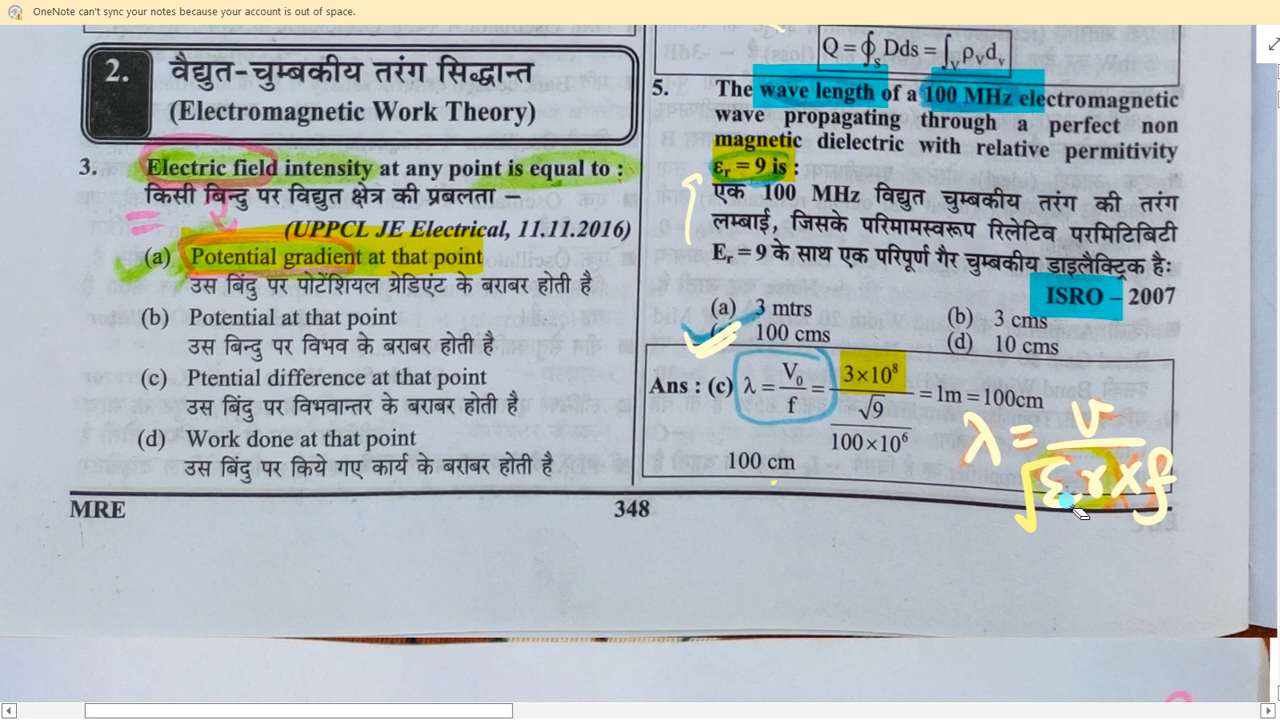 OneNote can't sync your notes because your account is out of space.
2. वैद्युत-चुम्बकीय तरंग सिद्धान्त
(Electromagnetic Work Theory)
3. Electric field intensity at any point is equal to :
किसी बिन्दु पर विद्युत क्षेत्र की प्रबलता –
(UPPCL JE Electrical, 11.11.2016)
(a) Potential gradient at that point
उस बिंदु पर पोटेंशियल ग्रेडिएंट के बराबर होती है
(b) Potential at that point
उस बिन्दु पर विभव के बराबर होती है
(c) Ptential difference at that point
उस बिंदु पर विभवान्तर के बराबर होती है
(d) Work done at that point
उस बिंदु पर किये गए कार्य के बराबर होती है
MRE
348
Q = ∮s Dds = ∫v ρvdv
5. The wave length of a 100 MHz electromagnetic
wave propagating through a perfect non
magnetic dielectric with relative permitivity
εr = 9 is :
एक 100 MHz विद्युत चुम्बकीय तरंग की तरंग
लम्बाई, जिसके परिमामस्वरूप रिलेटिव परमिटिबिटी
Er = 9 के साथ एक परिपूर्ण गैर चुम्बकीय डाइलैक्ट्रिक हैः
ISRO – 2007
(a) 3 mtrs (b) 3 cms
100 cms (d) 10 cms
Ans : (c) λ = V0/f = (3×10⁸/√9)/(100×10⁶) = 1m = 100cm
100 cm
λ = v/√εr×f